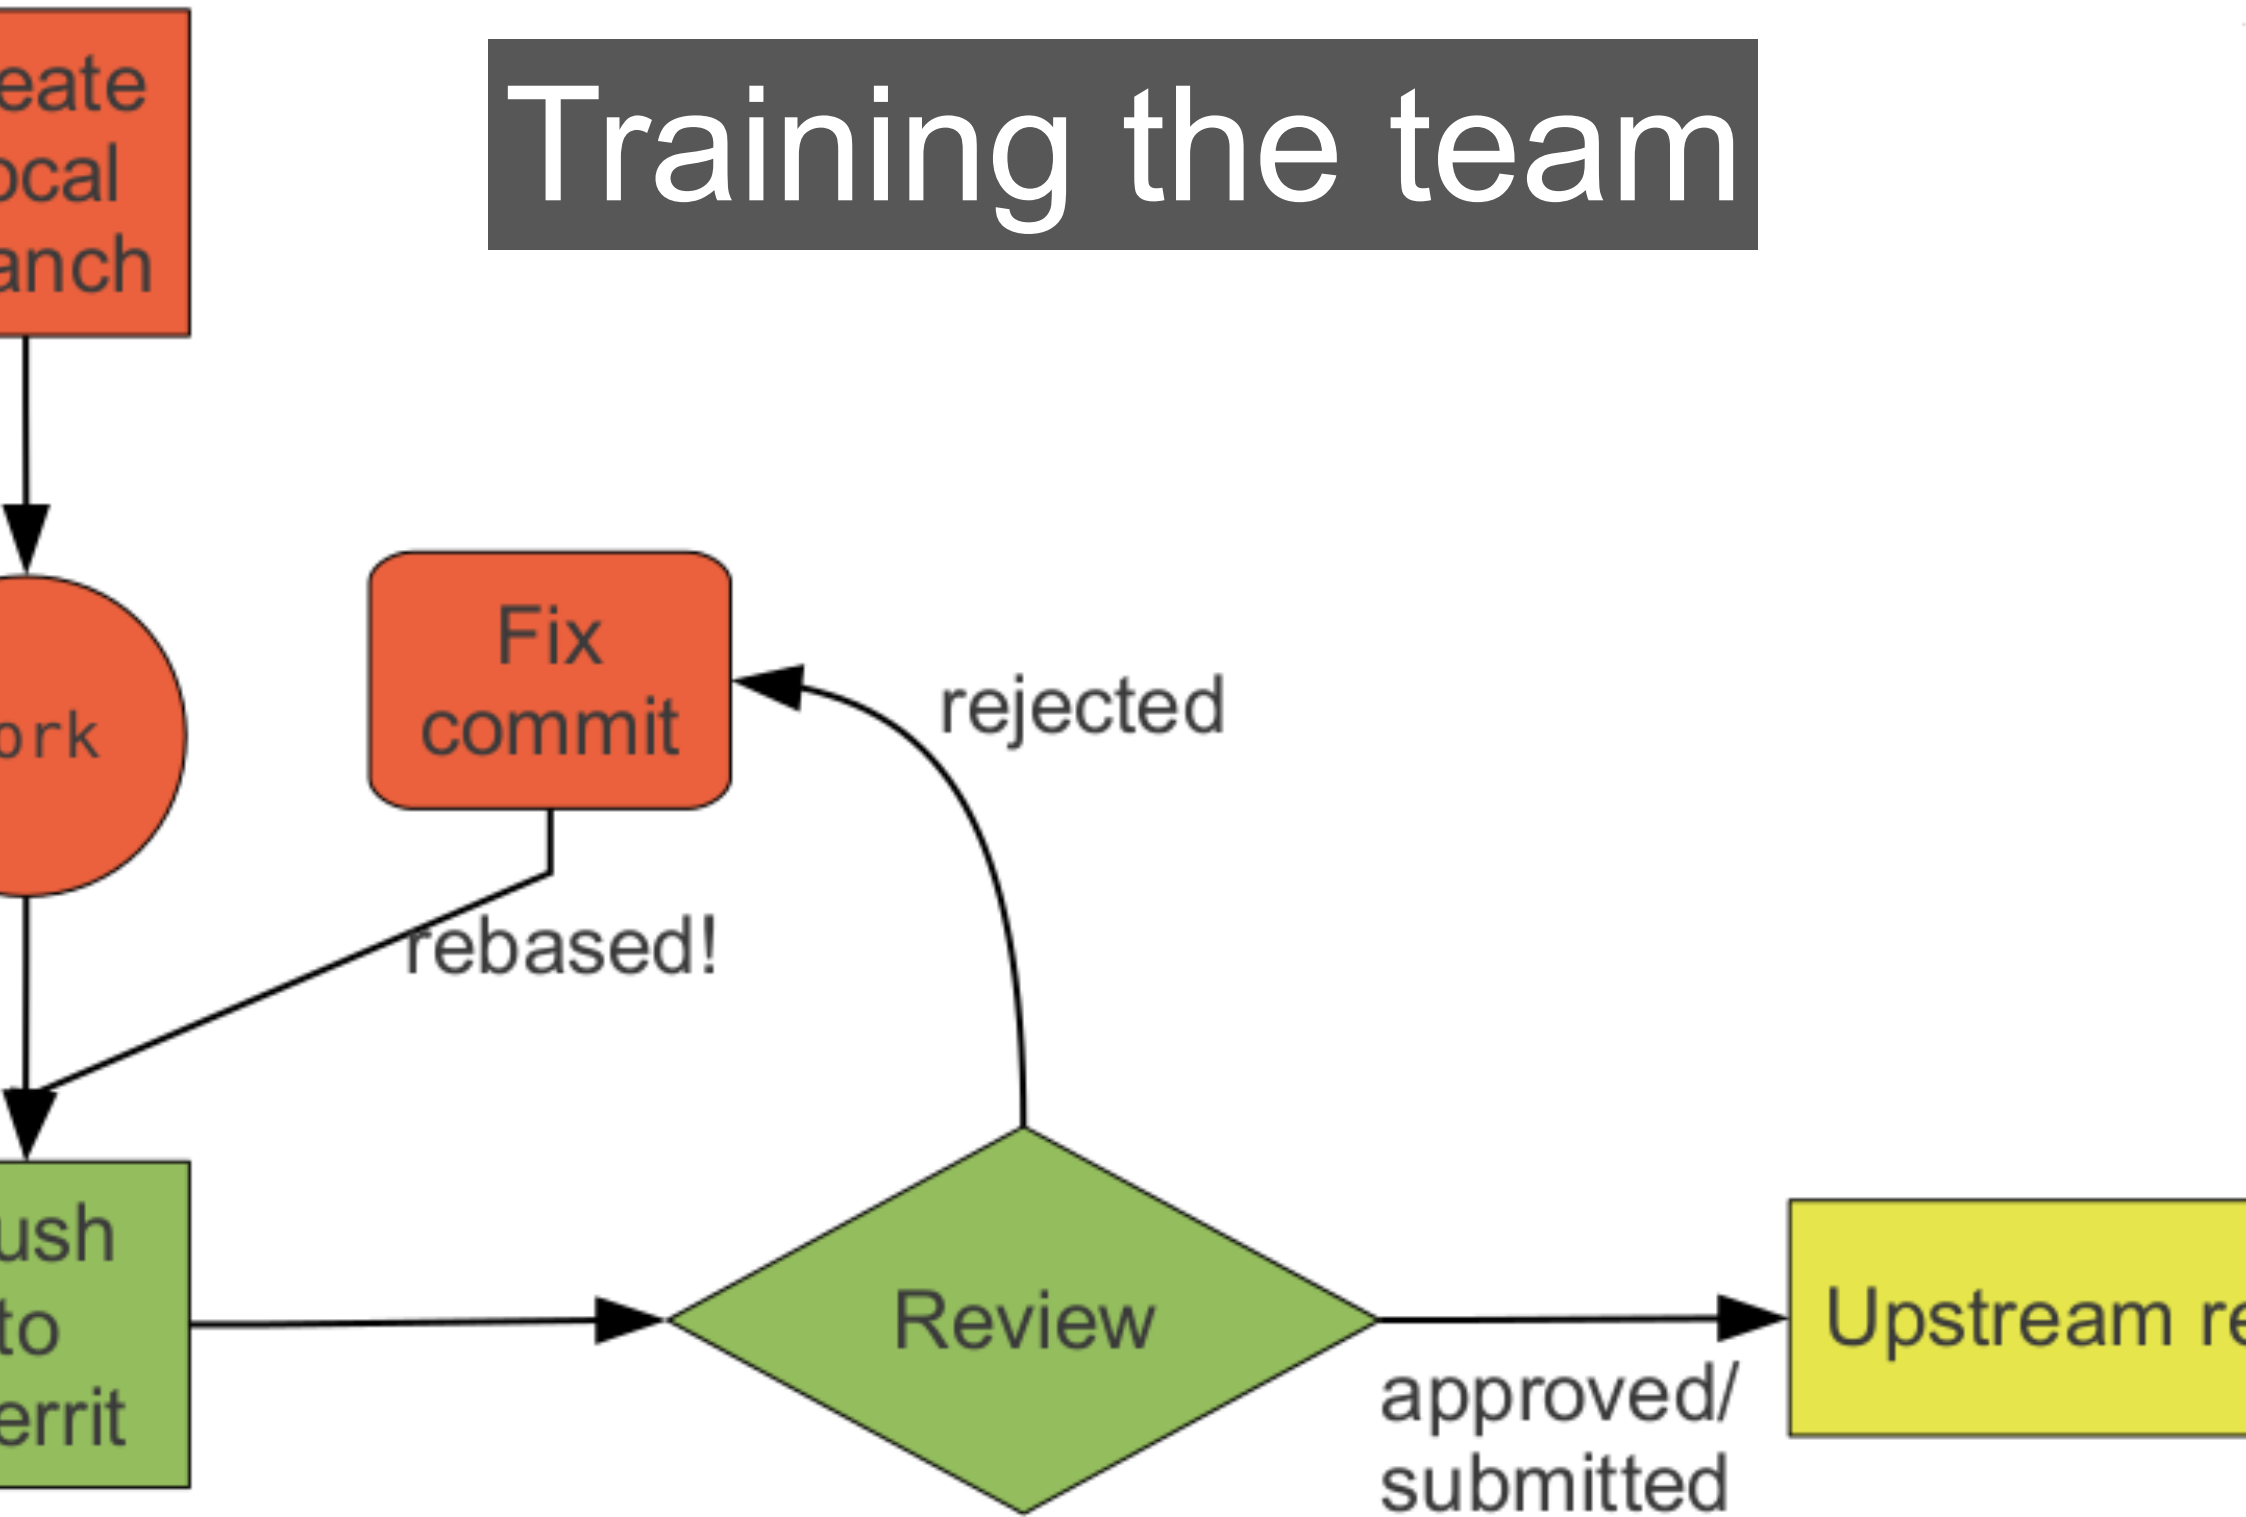 Training the team
eate
ocal
anch
Fix
commit
rejected
ork
rebased!
ush
to
errit
Review
approved/
submitted
Upstream re